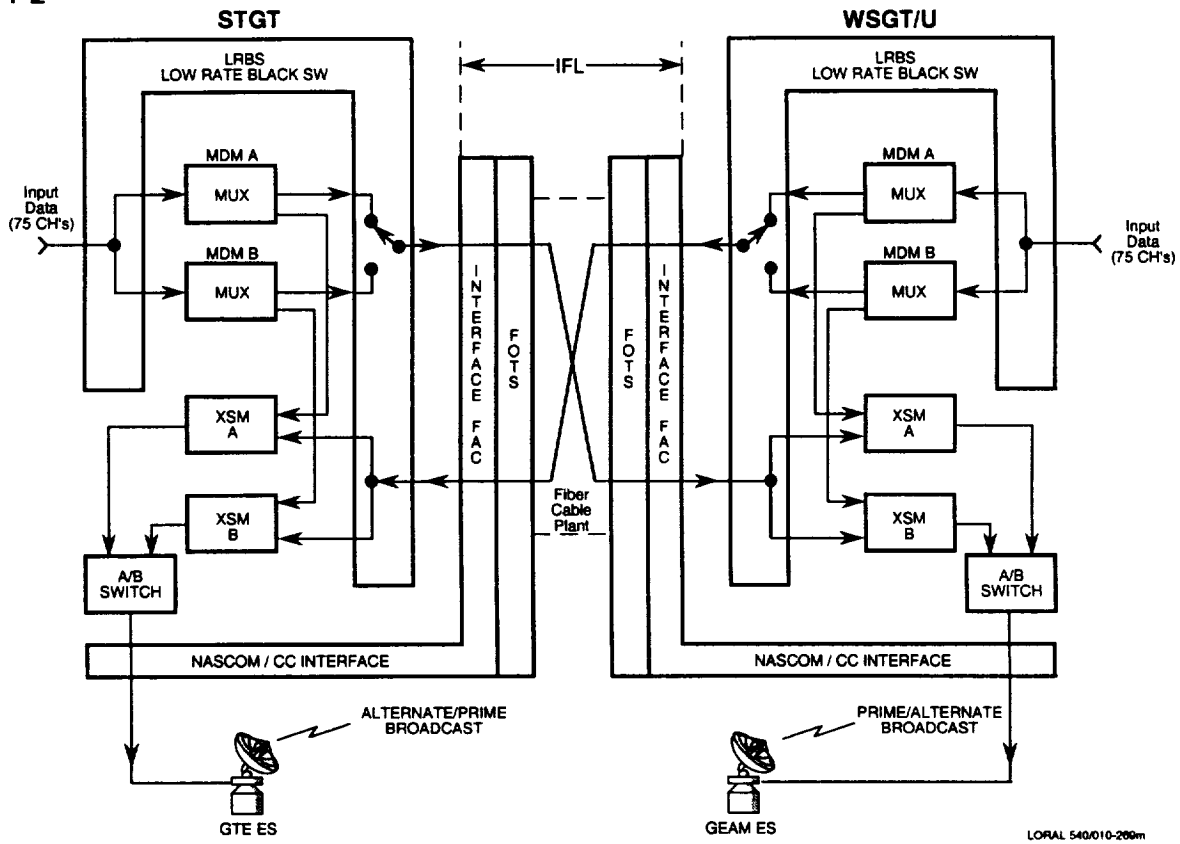 STGT
WSGT/U
LRBS
LOW RATE BLACK SW
IFL
LRBS
LOW RATE BLACK SW
MDM A
MUX
MDM B
MUX
Input
Data
(75 CH's)
INTERFACE FAC
FOTS
FOTS
INTERFACE FAC
MDM A
MUX
MDM B
MUX
Input
Data
(75 CH's)
XSM
A
XSM
B
A/B
SWITCH
Fiber
Cable
Plant
XSM
A
XSM
B
A/B
SWITCH
NASCOM / CC INTERFACE
NASCOM / CC INTERFACE
ALTERNATE/PRIME
BROADCAST
PRIME/ALTERNATE
BROADCAST
GTE ES
GEAM ES
LORAL 540/010-269m